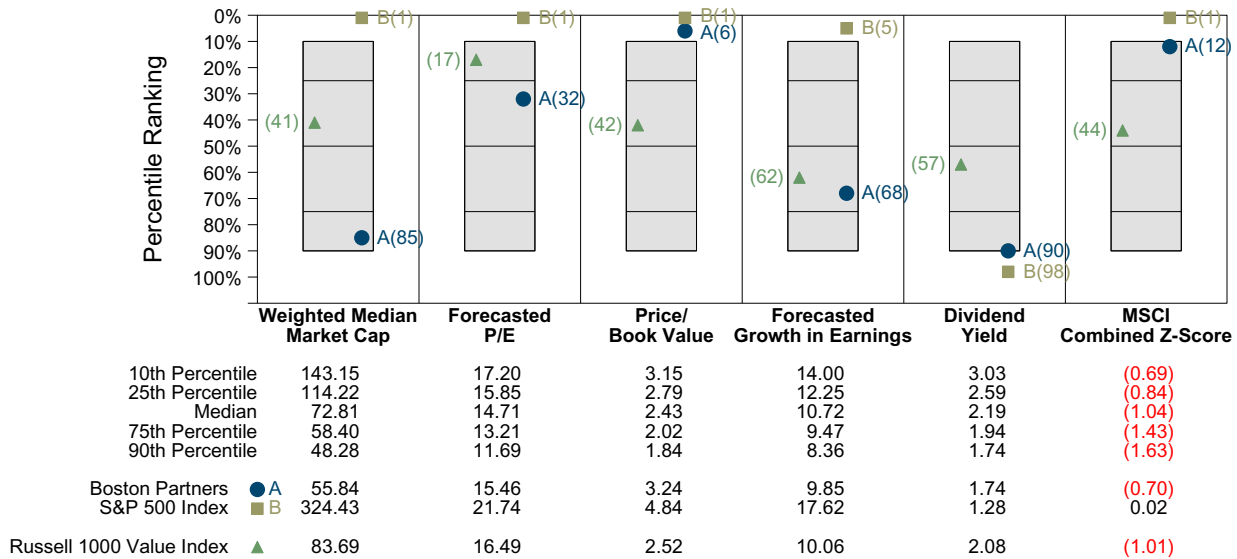 Percentile Ranking
0%
10%
20%
30%
40%
50%
60%
70%
80%
90%
100%
B(1) B(1) B(1) B(5) B(1)
A(6) A(12)
(17) A(32)
(41) (42) (44)
(62) A(68) (57)
A(85) A(90)
B(98)
Weighted Median Market Cap
Forecasted P/E
Price/ Book Value
Forecasted Growth in Earnings
Dividend Yield
MSCI Combined Z-Score
10th Percentile 143.15 17.20 3.15 14.00 3.03 (0.69)
25th Percentile 114.22 15.85 2.79 12.25 2.59 (0.84)
Median 72.81 14.71 2.43 10.72 2.19 (1.04)
75th Percentile 58.40 13.21 2.02 9.47 1.94 (1.43)
90th Percentile 48.28 11.69 1.84 8.36 1.74 (1.63)
Boston Partners A 55.84 15.46 3.24 9.85 1.74 (0.70)
S&P 500 Index B 324.43 21.74 4.84 17.62 1.28 0.02
Russell 1000 Value Index 83.69 16.49 2.52 10.06 2.08 (1.01)